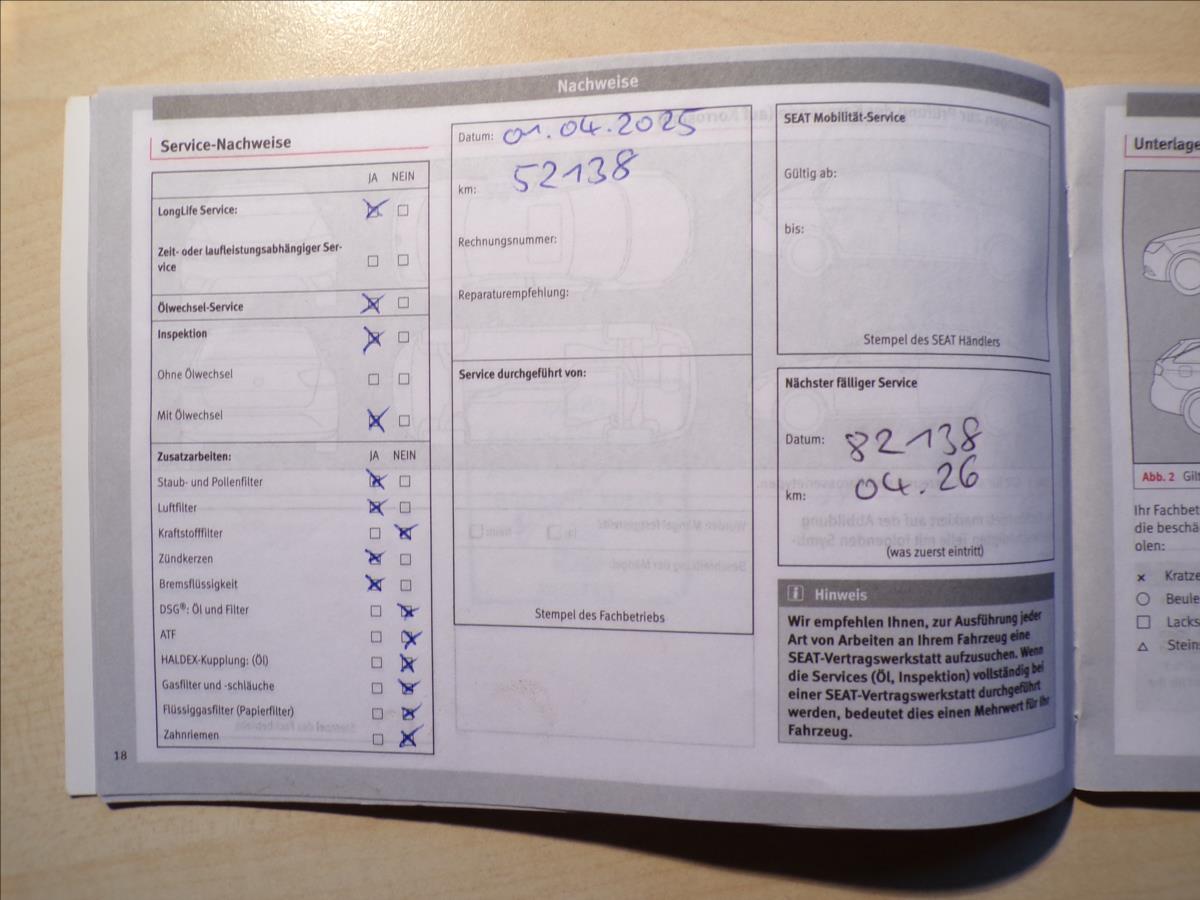 Nachweise
Service-Nachweise
JA NEIN
LongLife Service:
Zeit- oder laufleistungsabhängiger Ser-
vice
Ölwechsel-Service
Inspektion
Ohne Ölwechsel
Mit Ölwechsel
Zusatzarbeiten: JA NEIN
Staub- und Pollenfilter
Luftfilter
Kraftstofffilter
Zündkerzen
Bremsflüssigkeit
DSG®: Öl und Filter
ATF
HALDEX-Kupplung: (Öl)
Gasfilter und -schläuche
Flüssiggasfilter (Papierfilter)
Zahnriemen
18
Datum: 01.04.2025
km: 52138
Rechnungsnummer:
Reparaturempfehlung:
Service durchgeführt von:
Stempel des Fachbetriebs
SEAT Mobilität-Service
Gültig ab:
bis:
Stempel des SEAT Händlers
Nächster fälliger Service
Datum: 82138
km: 04.26
(was zuerst eintritt)
i Hinweis
Wir empfehlen Ihnen, zur Ausführung jeder
Art von Arbeiten an Ihrem Fahrzeug eine
SEAT-Vertragswerkstatt aufzusuchen. Wenn
die Services (Öl, Inspektion) vollständig bei
einer SEAT-Vertragswerkstatt durchgeführt
werden, bedeutet dies einen Mehrwert für Ihr
Fahrzeug.
Unterlage
Abb. 2
Ihr Fachbet
die beschä
olen:
Kratze
Beule
Lacks
Stein